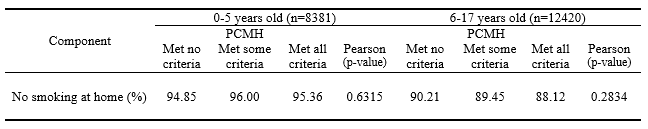 0-5 years old (n=8381) 6-17 years old (n=12420)
Component PCMH PCMH
Met no criteria Met some criteria Met all criteria Pearson (p-value) Met no criteria Met some criteria Met all criteria Pearson (p-value)
No smoking at home (%) 94.85 96.00 95.36 0.6315 90.21 89.45 88.12 0.2834